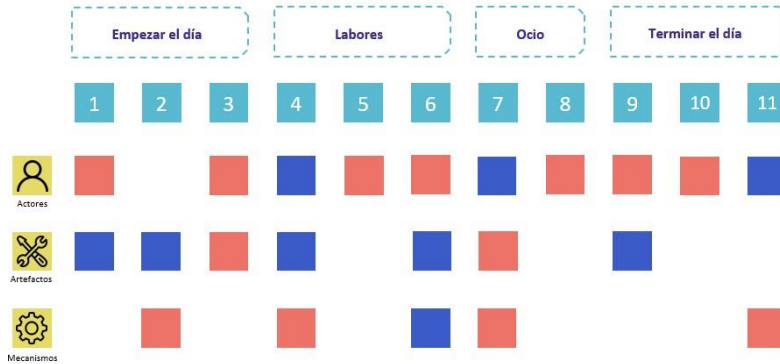 Empezar el día
Labores
Ocio
Terminar el día
1 2 3 4 5 6 7 8 9 10 11
Actores
Artefactos
Mecanismos